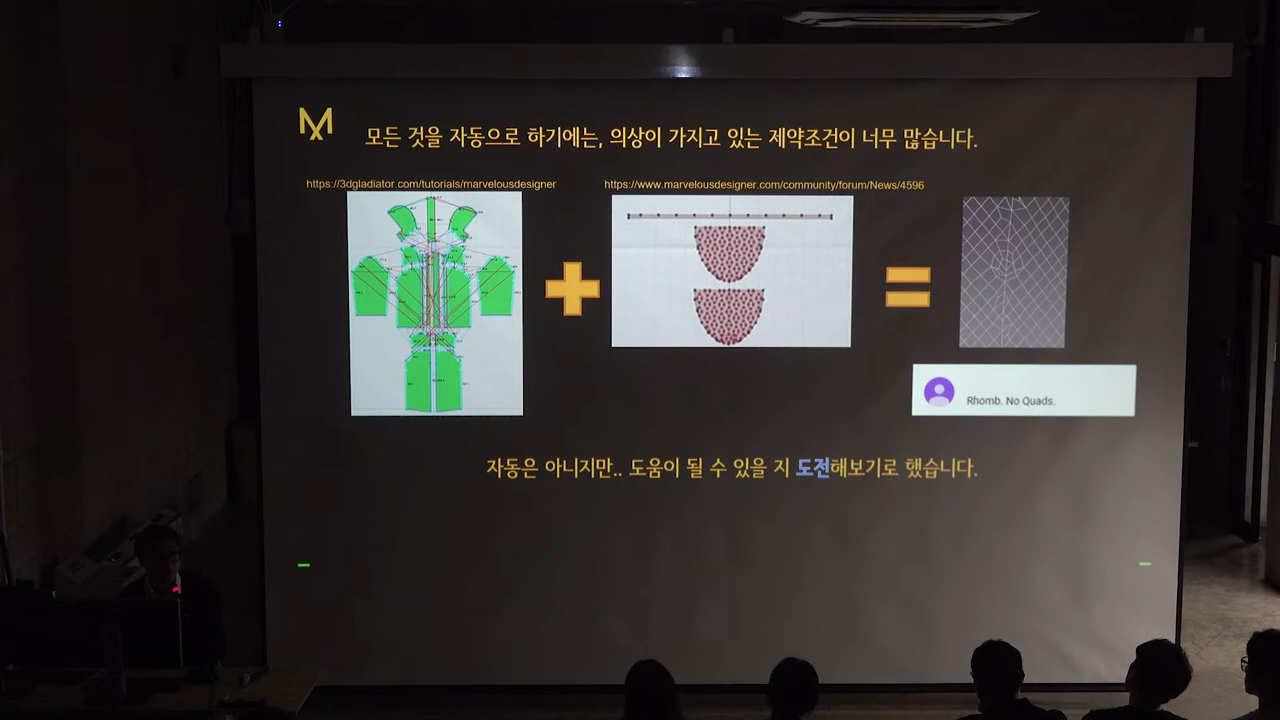 모든 것을 자동으로 하기에는, 의상이 가지고 있는 제약조건이 너무 많습니다.
https://3dgladiator.com/tutorials/marvelousdesigner
https://www.marvelousdesigner.com/community/forum/News/4596
Rhomb. No Quads.
자동은 아니지만.. 도움이 될 수 있을 지 도전해보기로 했습니다.